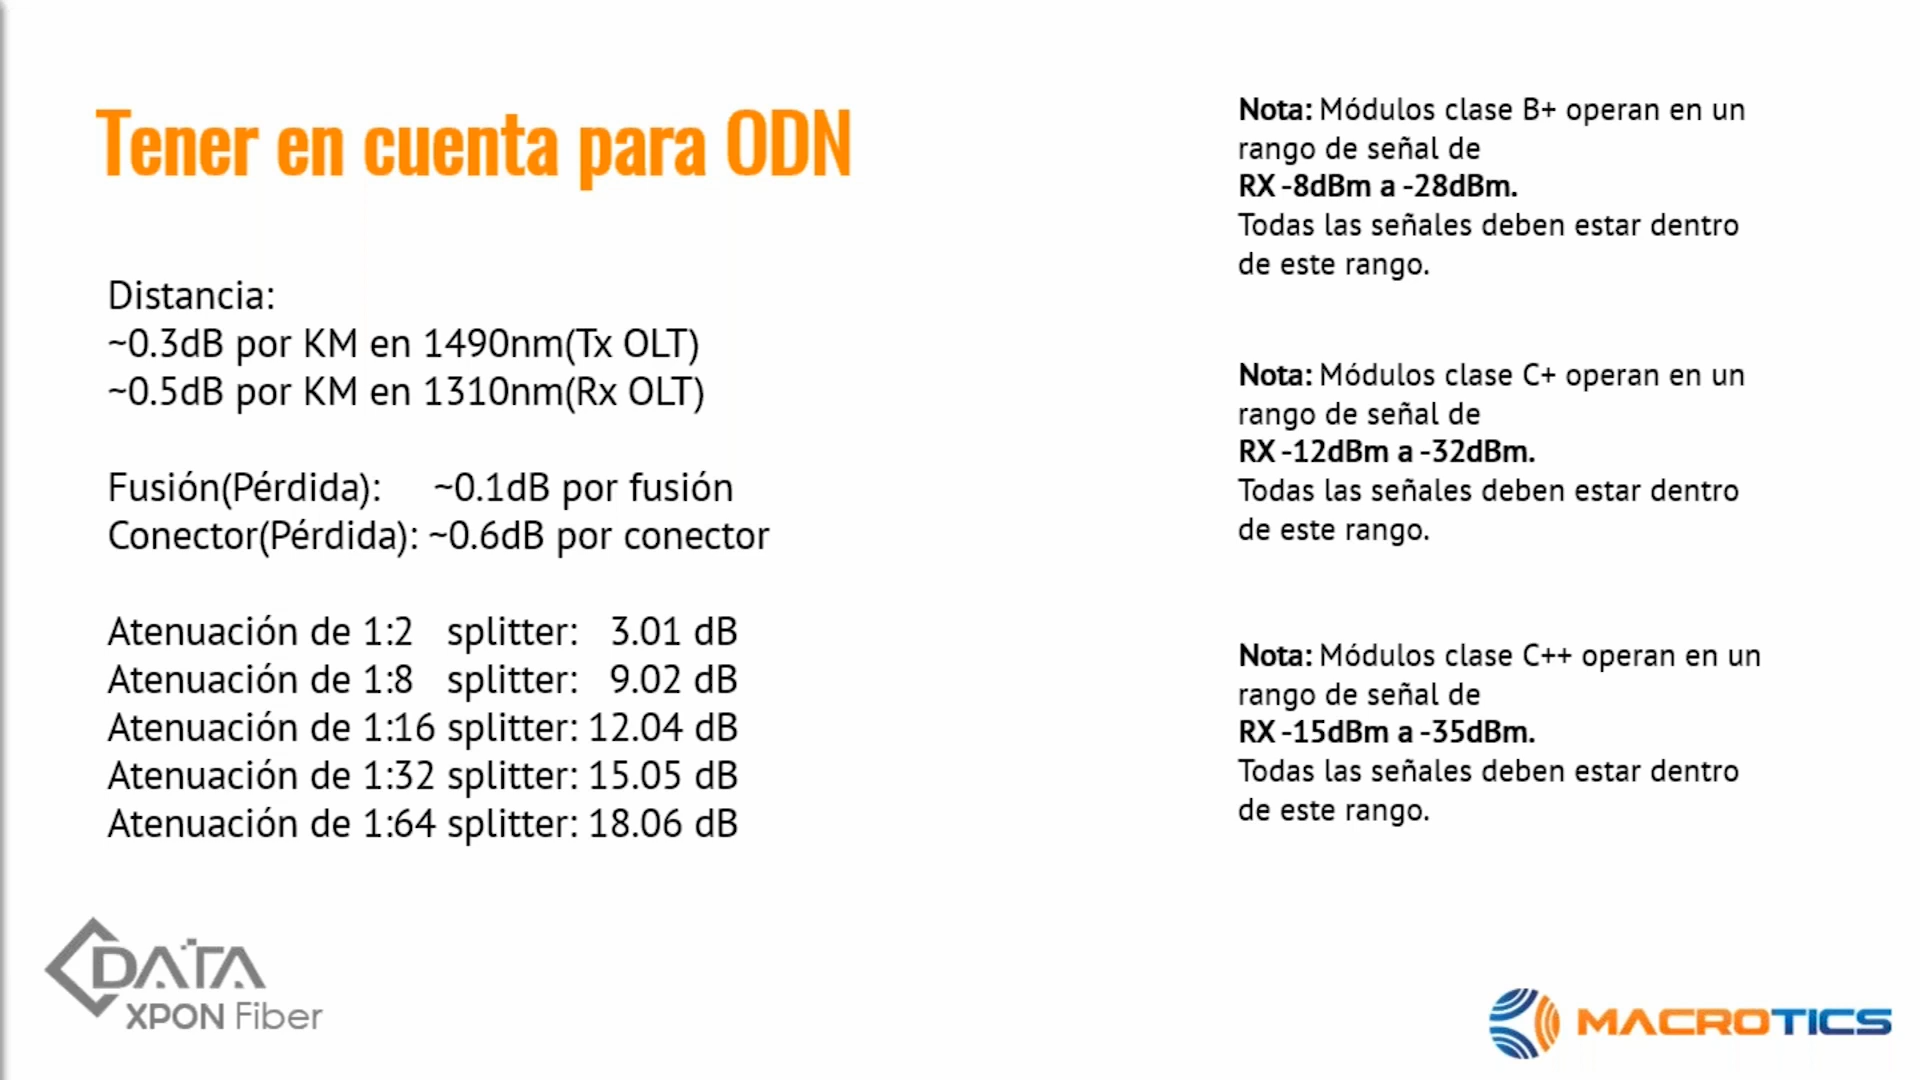 Tener en cuenta para ODN
Distancia:
~0.3dB por KM en 1490nm(Tx OLT)
~0.5dB por KM en 1310nm(Rx OLT)
Fusión(Pérdida): ~0.1dB por fusión
Conector(Pérdida): ~0.6dB por conector
Atenuación de 1:2 splitter: 3.01 dB
Atenuación de 1:8 splitter: 9.02 dB
Atenuación de 1:16 splitter: 12.04 dB
Atenuación de 1:32 splitter: 15.05 dB
Atenuación de 1:64 splitter: 18.06 dB
Nota: Módulos clase B+ operan en un
rango de señal de
RX -8dBm a -28dBm.
Todas las señales deben estar dentro
de este rango.
Nota: Módulos clase C+ operan en un
rango de señal de
RX -12dBm a -32dBm.
Todas las señales deben estar dentro
de este rango.
Nota: Módulos clase C++ operan en un
rango de señal de
RX -15dBm a -35dBm.
Todas las señales deben estar dentro
de este rango.
DATA
XPON Fiber
MACROTICS